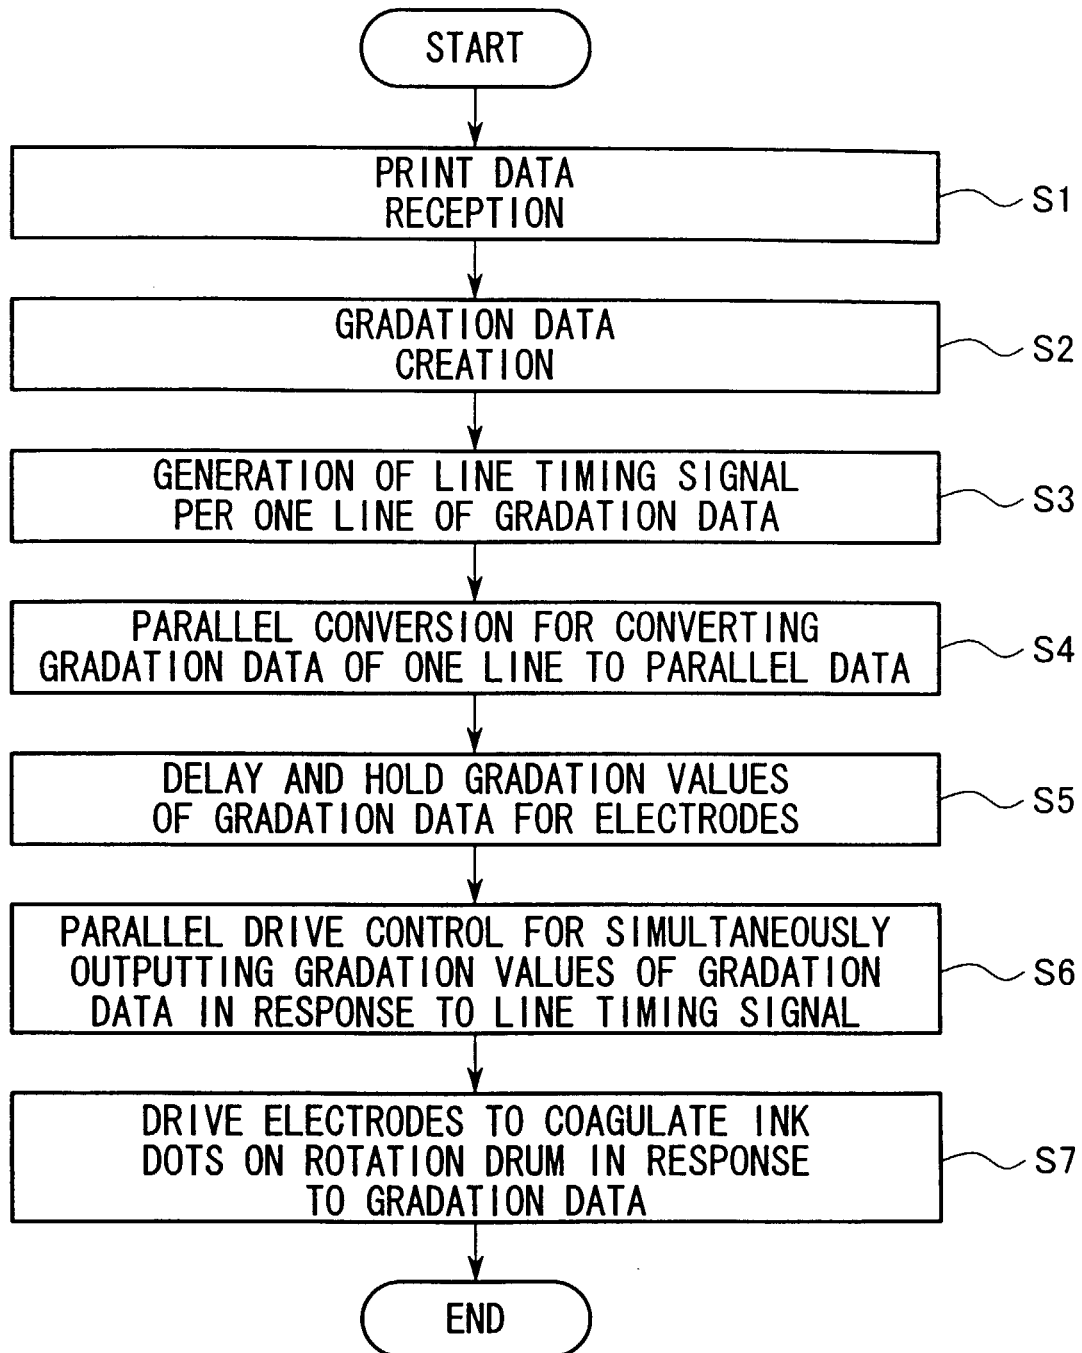 START
PRINT DATA
RECEPTION
S1
GRADATION DATA
CREATION
S2
GENERATION OF LINE TIMING SIGNAL
PER ONE LINE OF GRADATION DATA
S3
PARALLEL CONVERSION FOR CONVERTING
GRADATION DATA OF ONE LINE TO PARALLEL DATA
S4
DELAY AND HOLD GRADATION VALUES
OF GRADATION DATA FOR ELECTRODES
S5
PARALLEL DRIVE CONTROL FOR SIMULTANEOUSLY
OUTPUTTING GRADATION VALUES OF GRADATION
DATA IN RESPONSE TO LINE TIMING SIGNAL
S6
DRIVE ELECTRODES TO COAGULATE INK
DOTS ON ROTATION DRUM IN RESPONSE
TO GRADATION DATA
S7
END